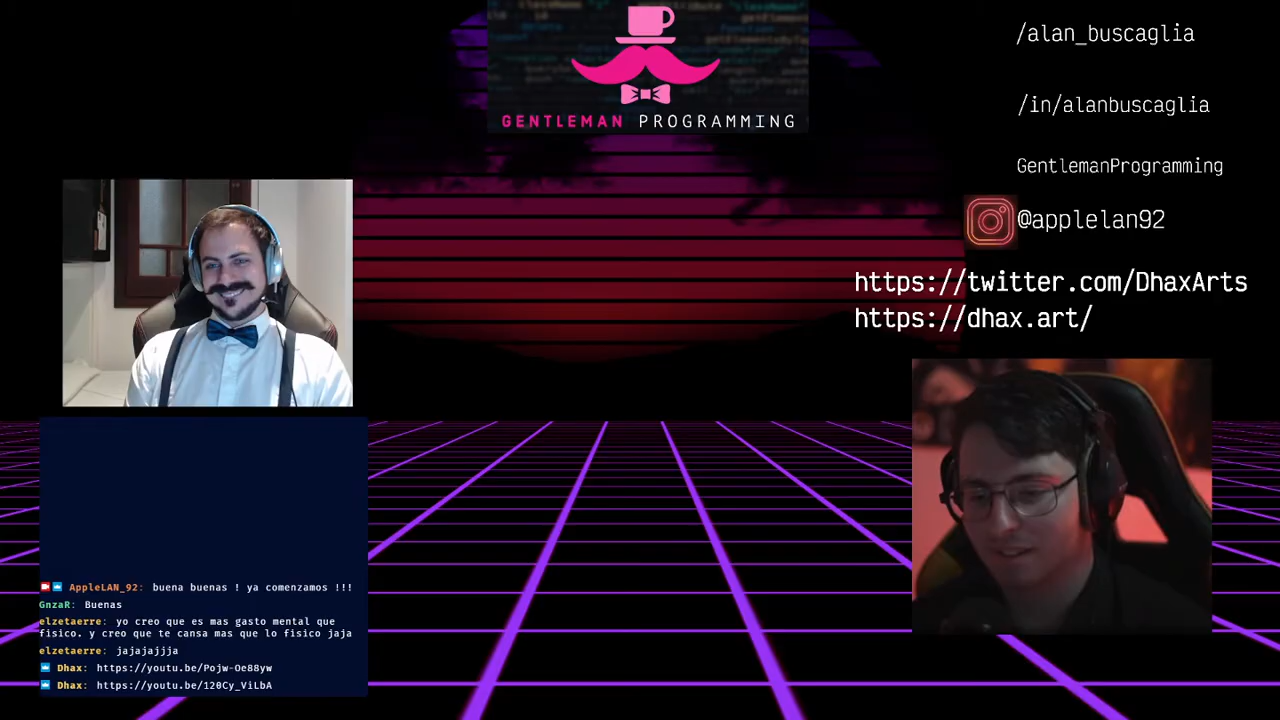 GENTLEMAN PROGRAMMING
/alan_buscaglia
/in/alanbuscaglia
GentlemanProgramming
@applelan92
https://twitter.com/DhaxArts
https://dhax.art/
AppleLAN_92: buena buenas ! ya comenzamos !!!
GnzaR: Buenas
elzetaerre: yo creo que es mas gasto mental que
fisico. y creo que te cansa mas que lo fisico jaja
elzetaerre: jajajajjja
Dhax: https://youtu.be/Pojw-Oe88yw
Dhax: https://youtu.be/120Cy_ViLbA